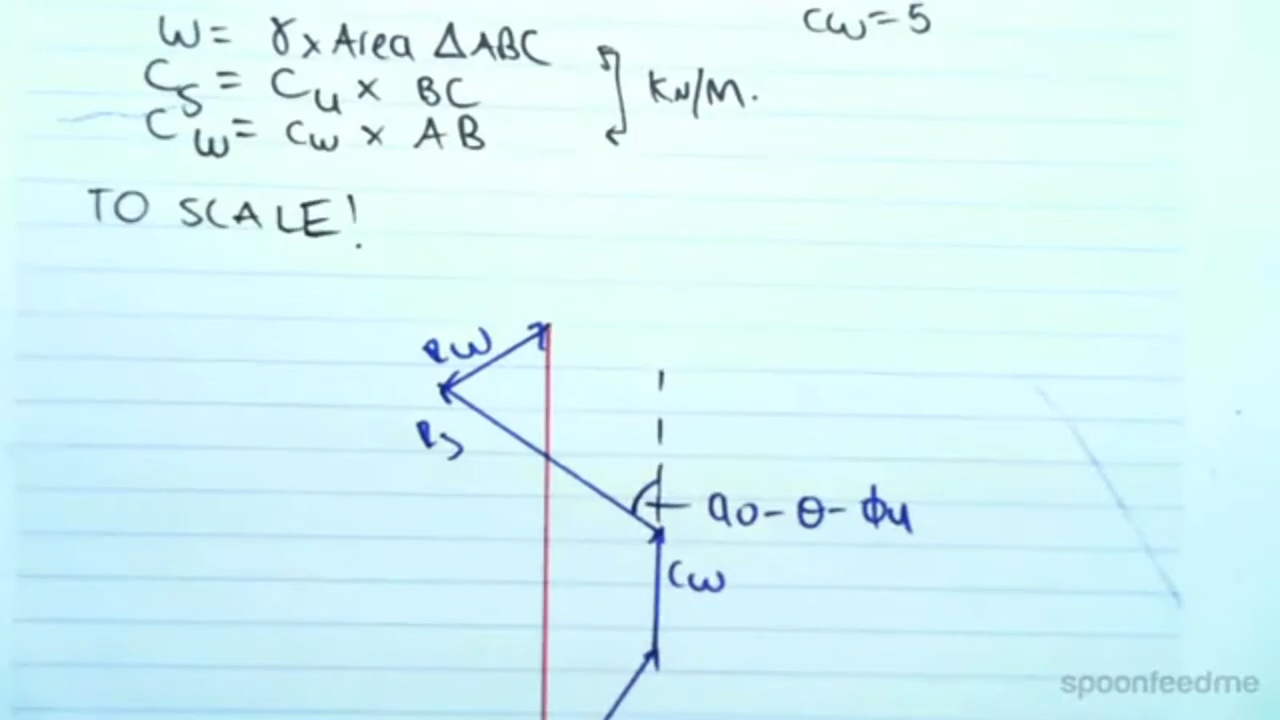 W = γ x Area ΔABC
Cs = Cu x BC
Cw = cw x AB
KN/M.
cw = 5
TO SCALE!
Rw
Rs
90 - θ - ϕu
Cw
spoonfeedme